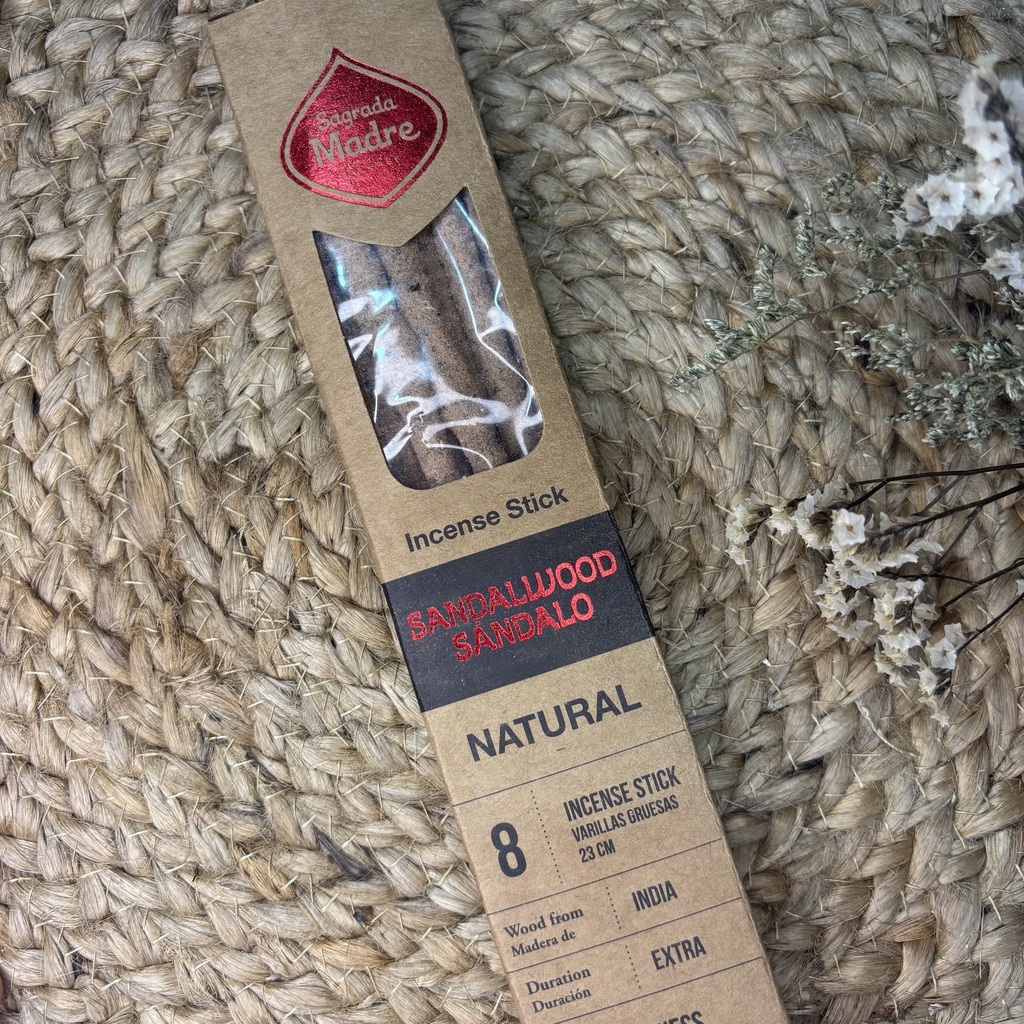 Sagrada
Madre
Incense Stick
SANDALWOOD
SÁNDALO
NATURAL
8
INCENSE STICK
VARILLAS GRUESAS
23 CM
Wood from
Madera de
INDIA
Duration
Duración
EXTRA